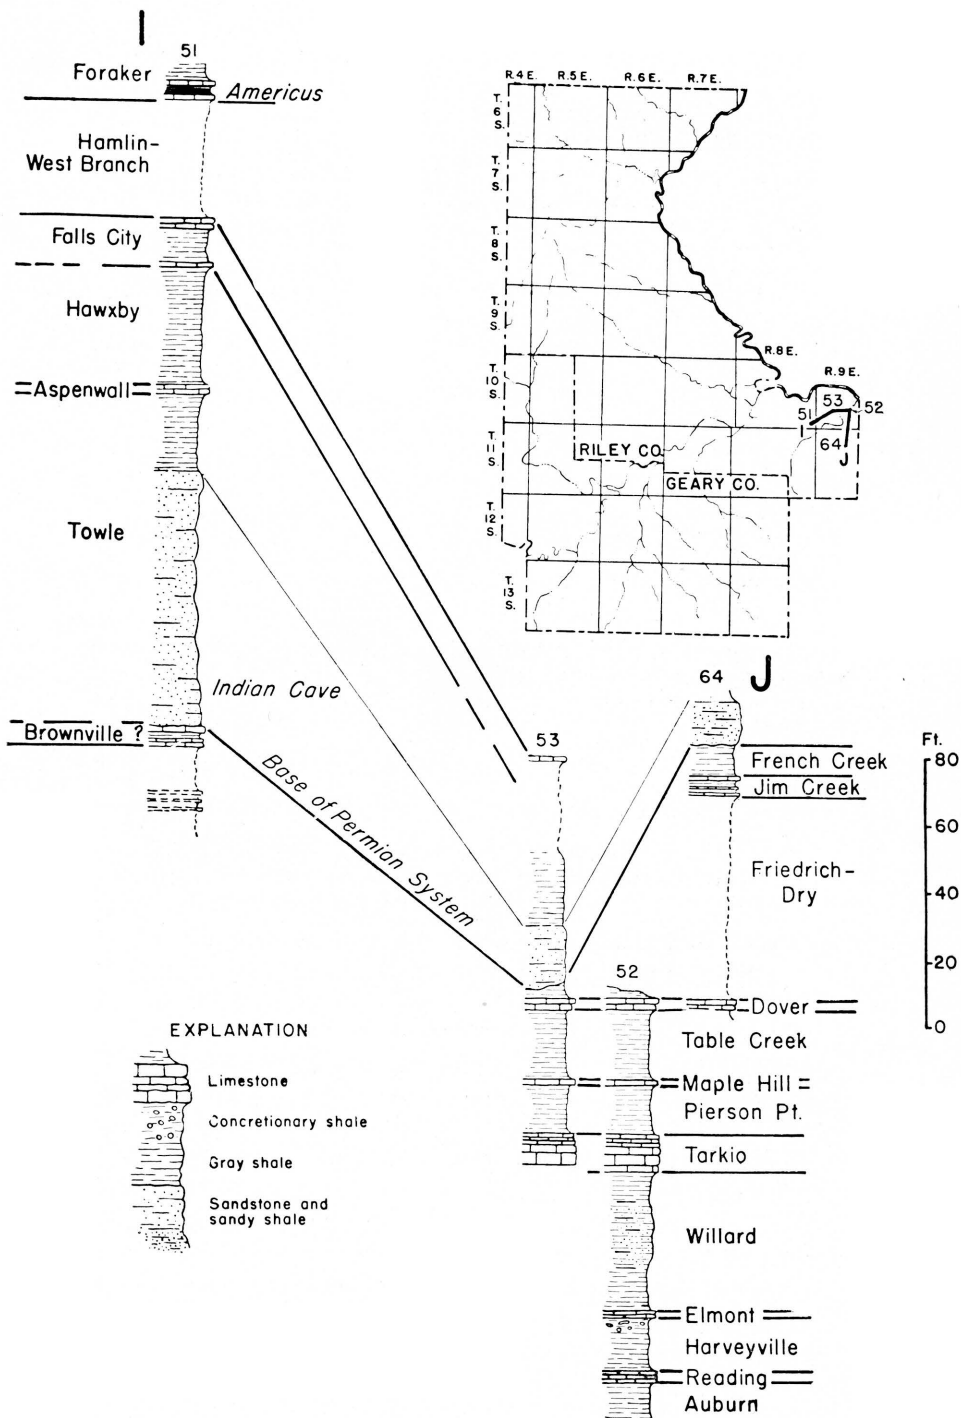 I
51
Foraker
Americus
Hamlin-
West Branch
Falls City
Hawxby
Aspenwall
Towle
Indian Cave
Brownville ?
Base of Permian System
R.4 E. R.5 E. R.6 E. R.7 E.
T.
6
S.
T.
7
S.
T.
8
S.
T.
9
S.
T.
10
S.
T.
11
S.
T.
12
S.
T.
13
S.
R.8 E.
R.9 E.
51
53
52
I
64
J
RILEY CO.
GEARY CO.
J
64
French Creek
Jim Creek
Friedrich-
Dry
Ft.
80
60
40
20
0
53
52
Dover
Table Creek
Maple Hill
Pierson Pt.
Tarkio
Willard
Elmont
Harveyville
Reading
Auburn
EXPLANATION
Limestone
Concretionary shale
Gray shale
Sandstone and
sandy shale